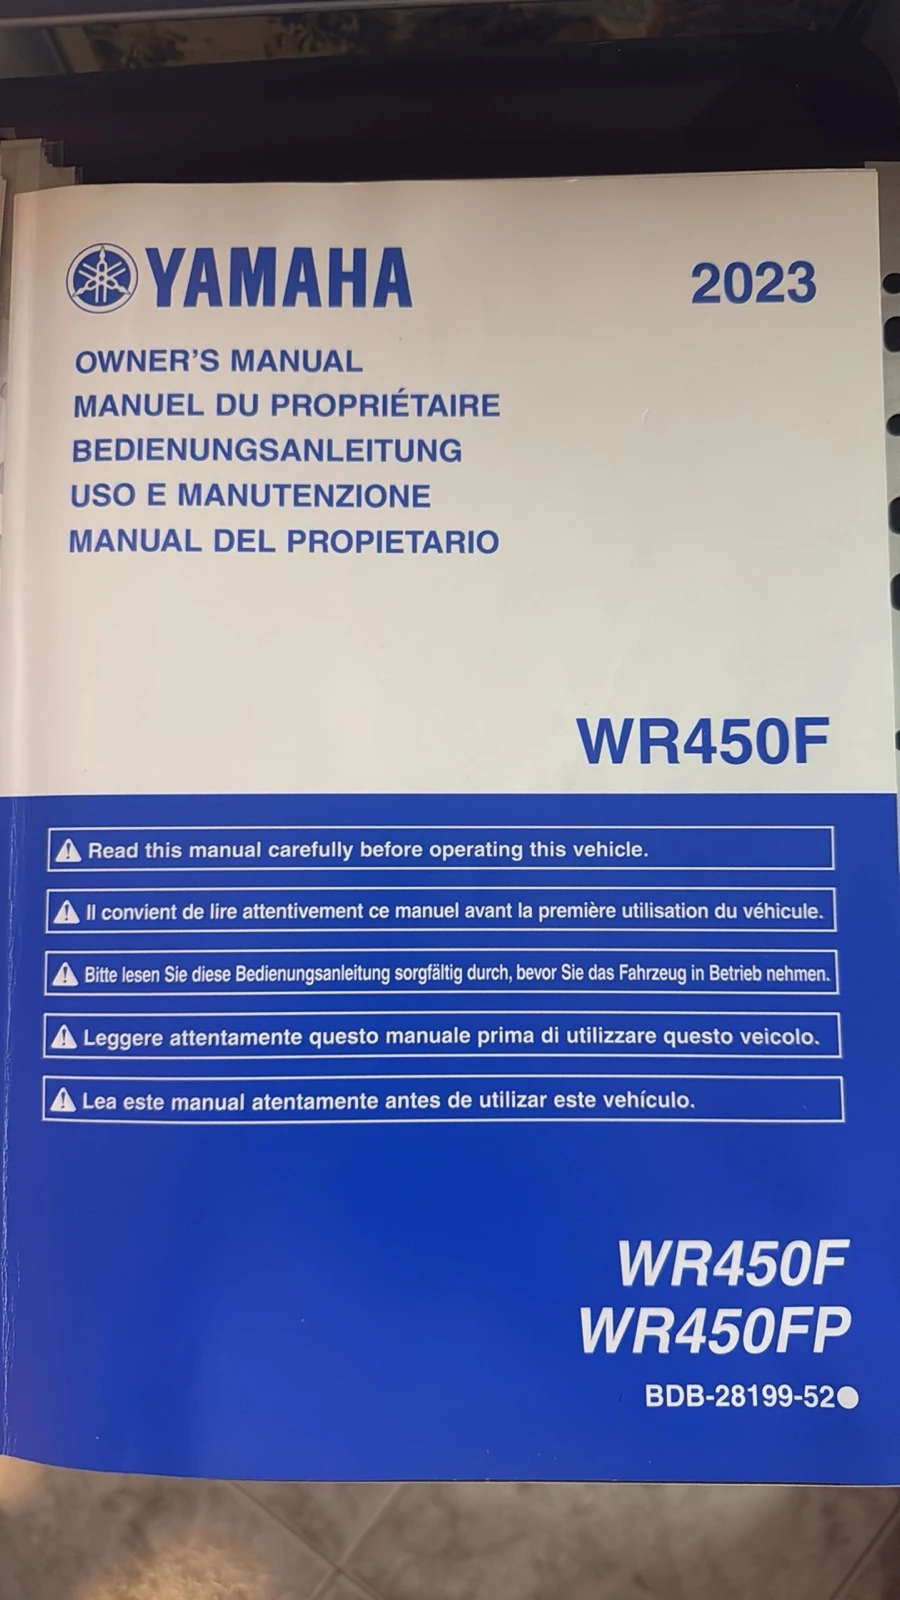 YAMAHA
2023
OWNER'S MANUAL
MANUEL DU PROPRIÉTAIRE
BEDIENUNGSANLEITUNG
USO E MANUTENZIONE
MANUAL DEL PROPIETARIO
WR450F
Read this manual carefully before operating this vehicle.
Il convient de lire attentivement ce manuel avant la première utilisation du véhicule.
Bitte lesen Sie diese Bedienungsanleitung sorgfältig durch, bevor Sie das Fahrzeug in Betrieb nehmen.
Leggere attentamente questo manuale prima di utilizzare questo veicolo.
Lea este manual atentamente antes de utilizar este vehículo.
WR450F
WR450FP
BDB-28199-52●